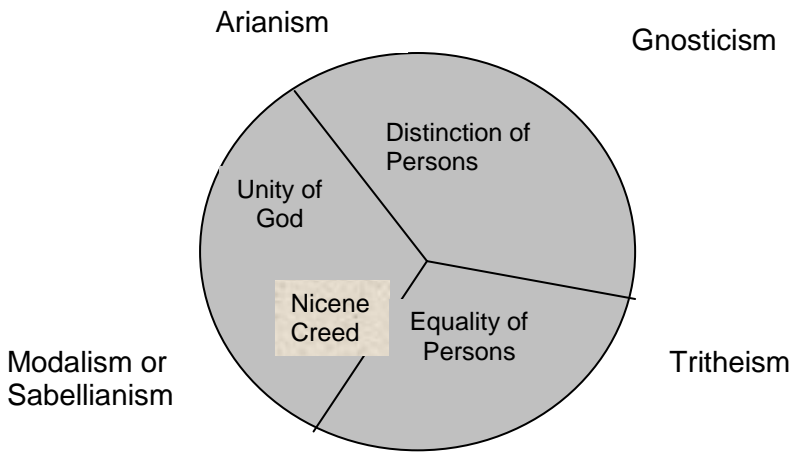 Arianism
Gnosticism
Distinction of
Persons
Unity of
God
Nicene
Creed
Equality of
Persons
Modalism or
Sabellianism
Tritheism